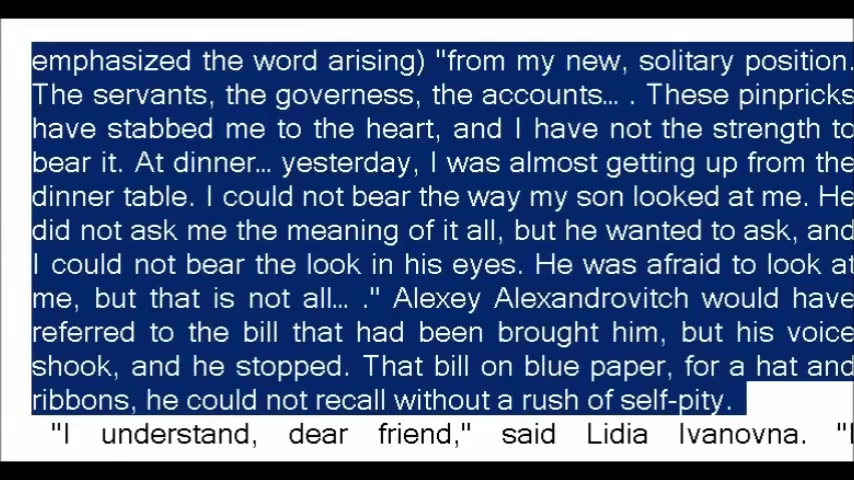 emphasized the word arising) "from my new, solitary position.
The servants, the governess, the accounts... . These pinpricks
have stabbed me to the heart, and I have not the strength to
bear it. At dinner... yesterday, I was almost getting up from the
dinner table. I could not bear the way my son looked at me. He
did not ask me the meaning of it all, but he wanted to ask, and
I could not bear the look in his eyes. He was afraid to look at
me, but that is not all... ." Alexey Alexandrovitch would have
referred to the bill that had been brought him, but his voice
shook, and he stopped. That bill on blue paper, for a hat and
ribbons, he could not recall without a rush of self-pity.
"I understand, dear friend," said Lidia Ivanovna. "I